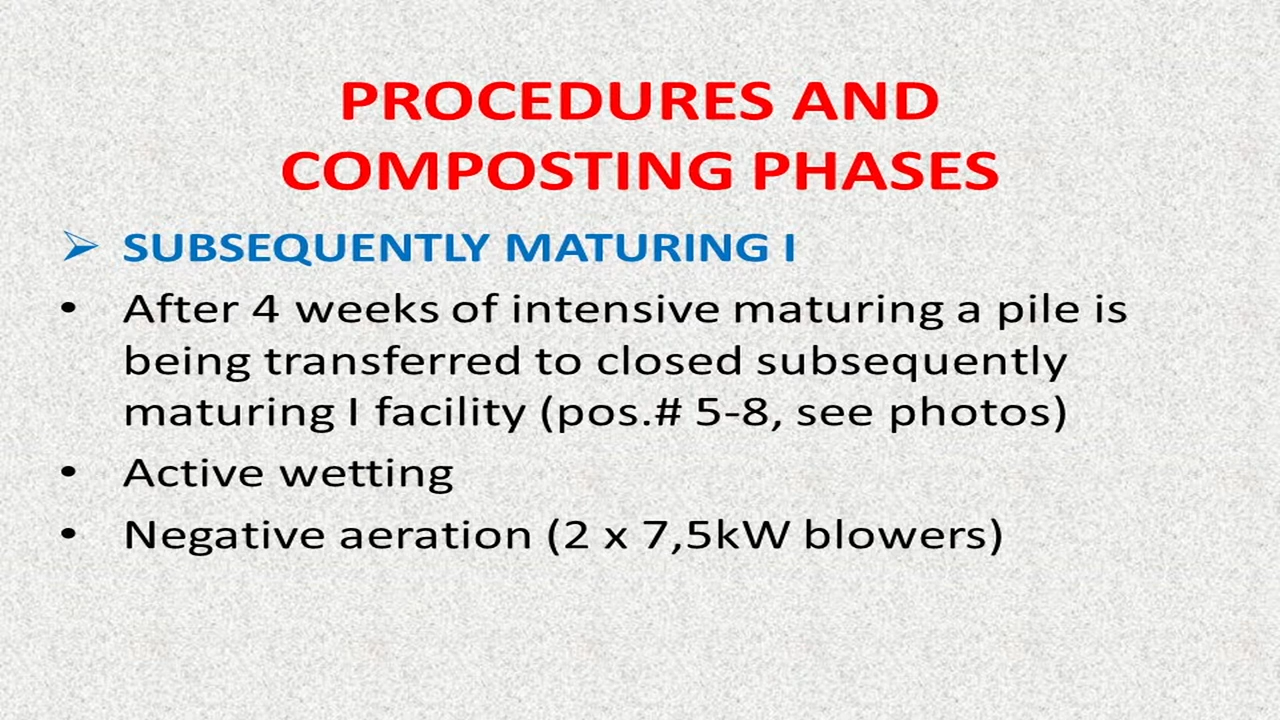 PROCEDURES AND
COMPOSTING PHASES
➢ SUBSEQUENTLY MATURING I
• After 4 weeks of intensive maturing a pile is
being transferred to closed subsequently
maturing I facility (pos.# 5-8, see photos)
• Active wetting
• Negative aeration (2 x 7,5kW blowers)